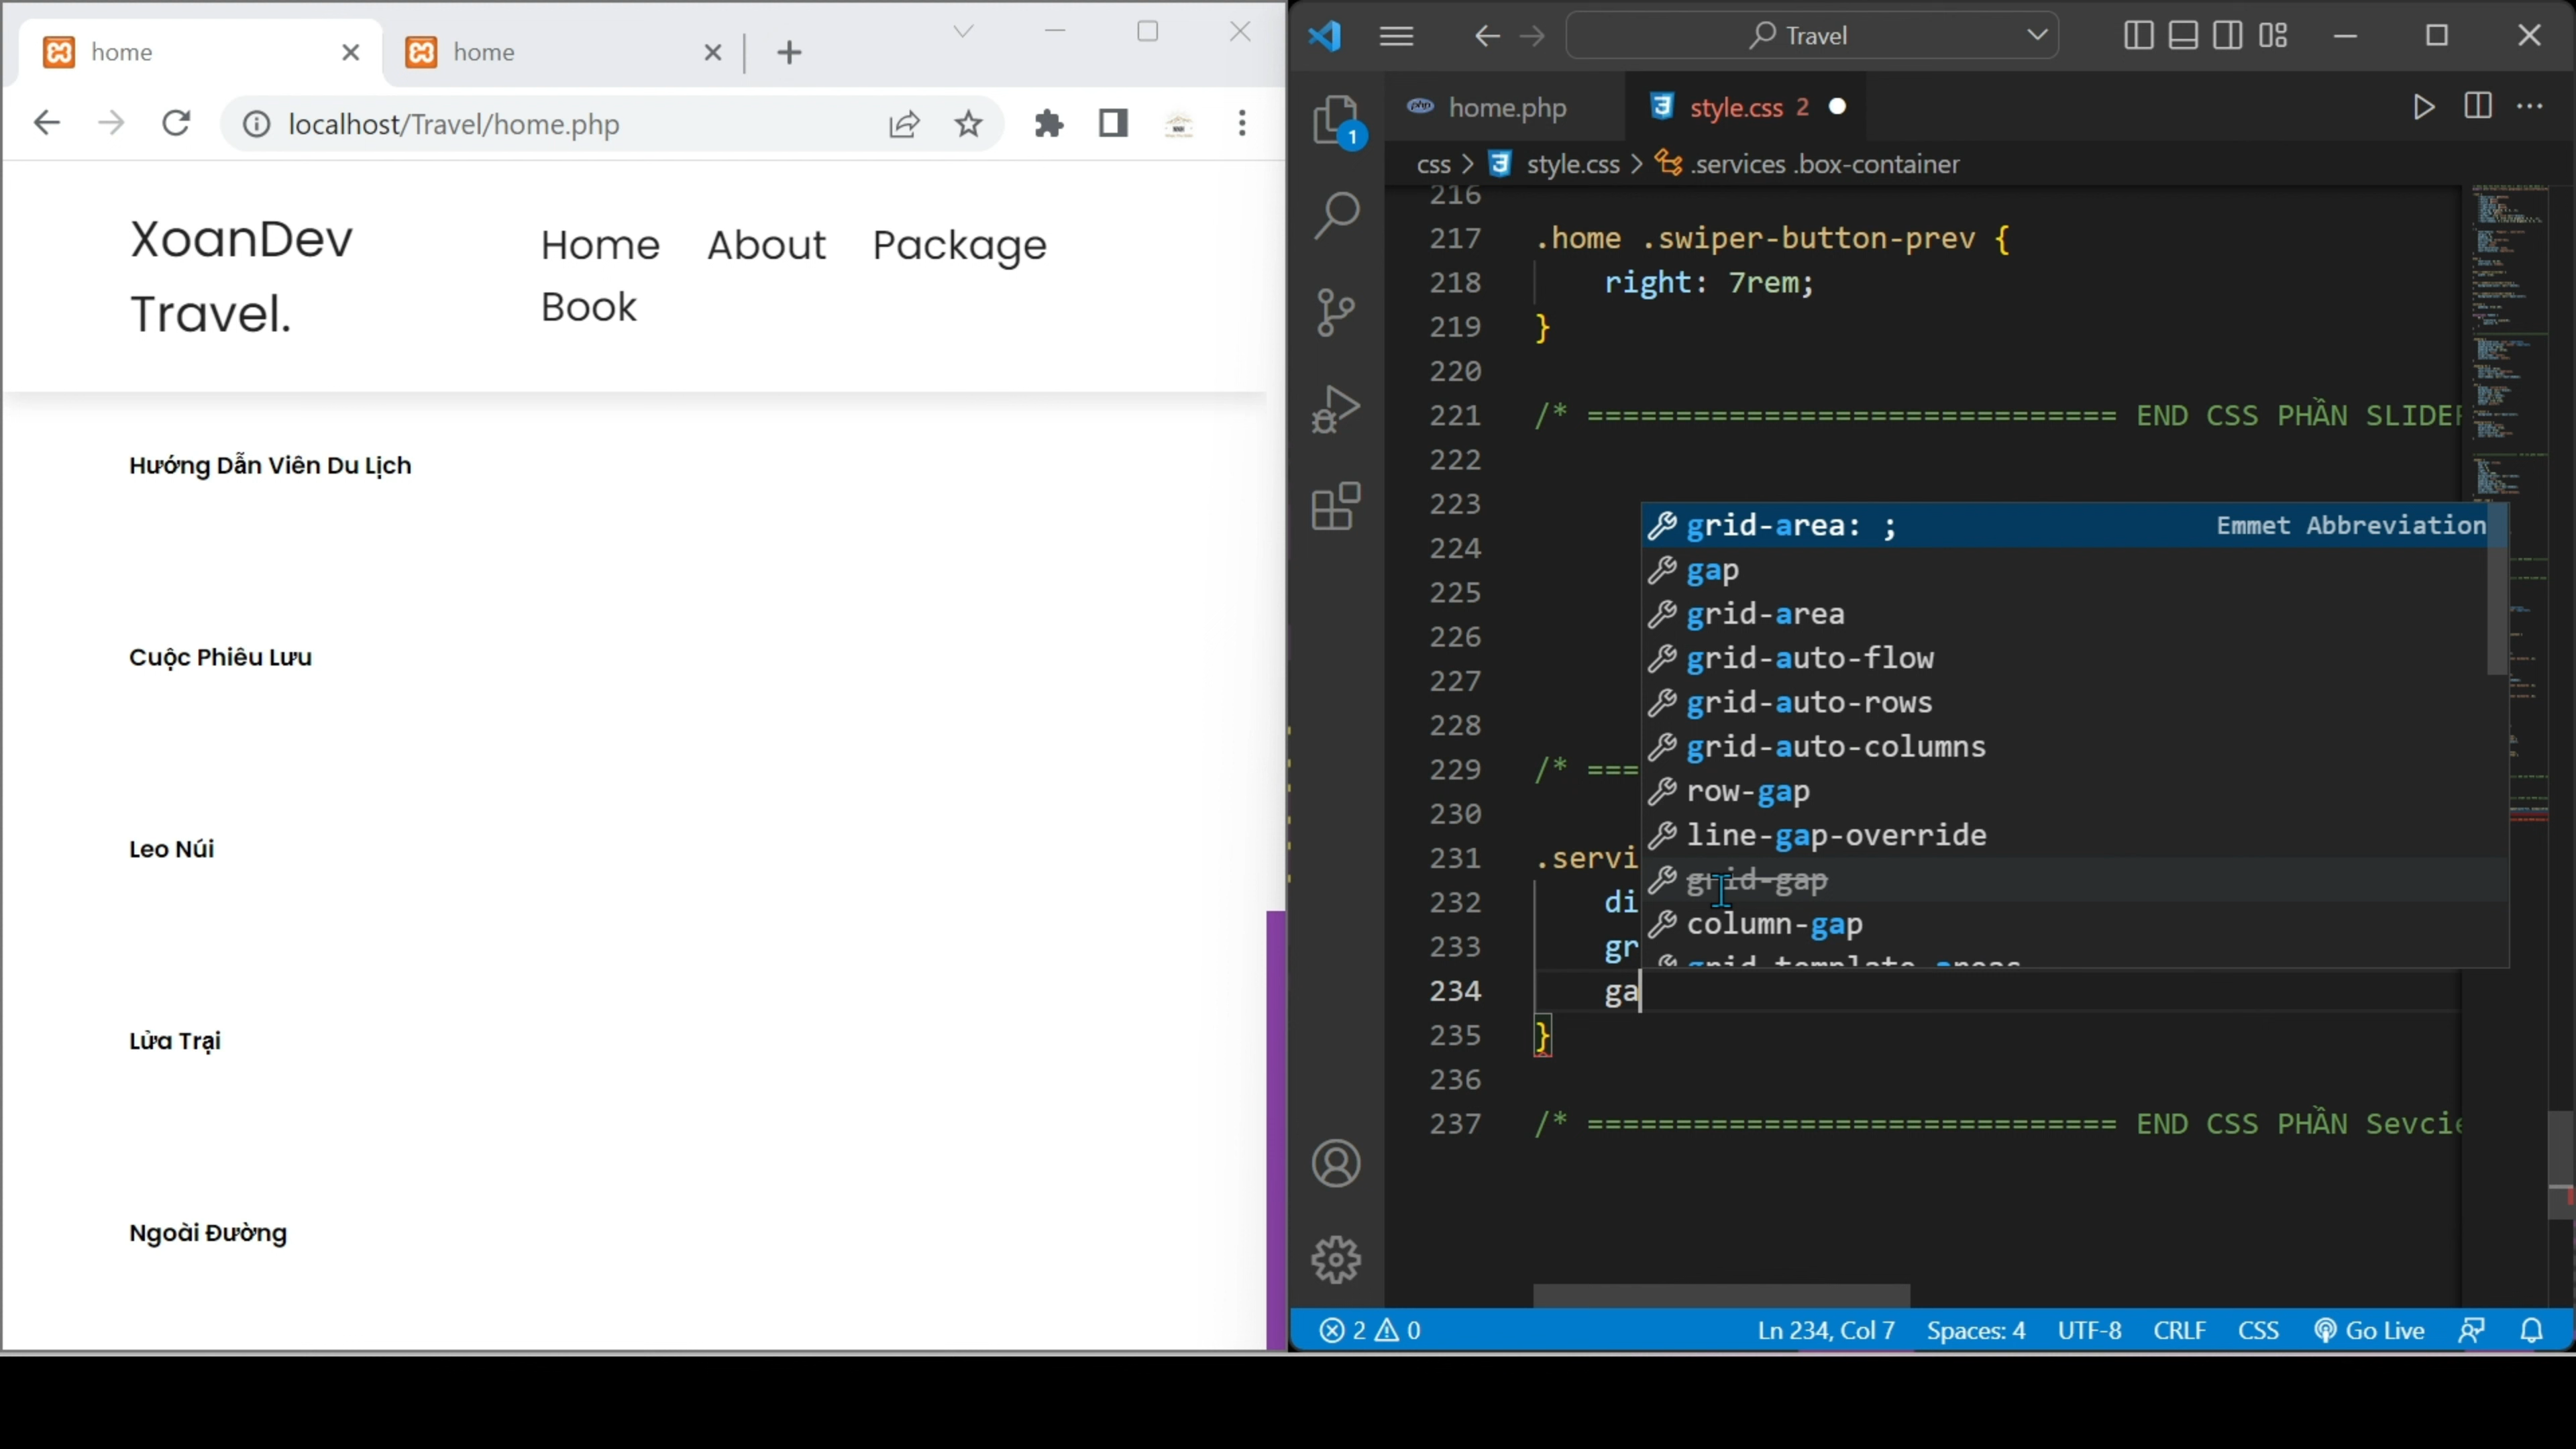 home
home
localhost/Travel/home.php
XoanDev
Travel.
Home About Package
Book
Hướng Dẫn Viên Du Lịch
Cuộc Phiêu Lưu
Leo Núi
Lửa Trại
Ngoài Đường
Travel
1
home.php
style.css 2
css > style.css > .services .box-container
216
217 .home .swiper-button-prev {
218 right: 7rem;
219 }
220
221 /* ============================== END CSS PHẦN SLIDER
222
223
224
225
226
227
228
229 /* ===
230
231 .servi
232 di
233 gr
234 ga
235 }
236
237 /* ============================== END CSS PHẦN Sevcie
grid-area: ; Emmet Abbreviation
gap
grid-area
grid-auto-flow
grid-auto-rows
grid-auto-columns
row-gap
line-gap-override
grid-gap
column-gap
grid-template-areas
2 0
Ln 234, Col 7 Spaces: 4 UTF-8 CRLF CSS Go Live